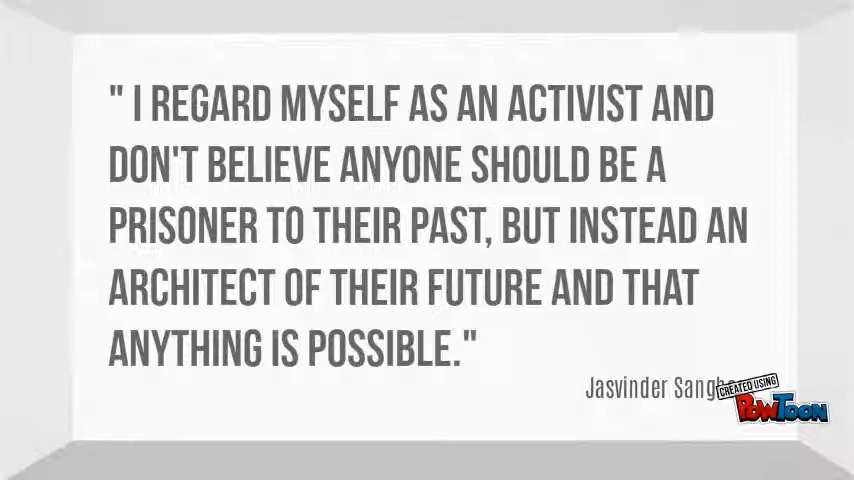 " I REGARD MYSELF AS AN ACTIVIST AND
DON'T BELIEVE ANYONE SHOULD BE A
PRISONER TO THEIR PAST, BUT INSTEAD AN
ARCHITECT OF THEIR FUTURE AND THAT
ANYTHING IS POSSIBLE."
Jasvinder
CREATED USING
POWTOON